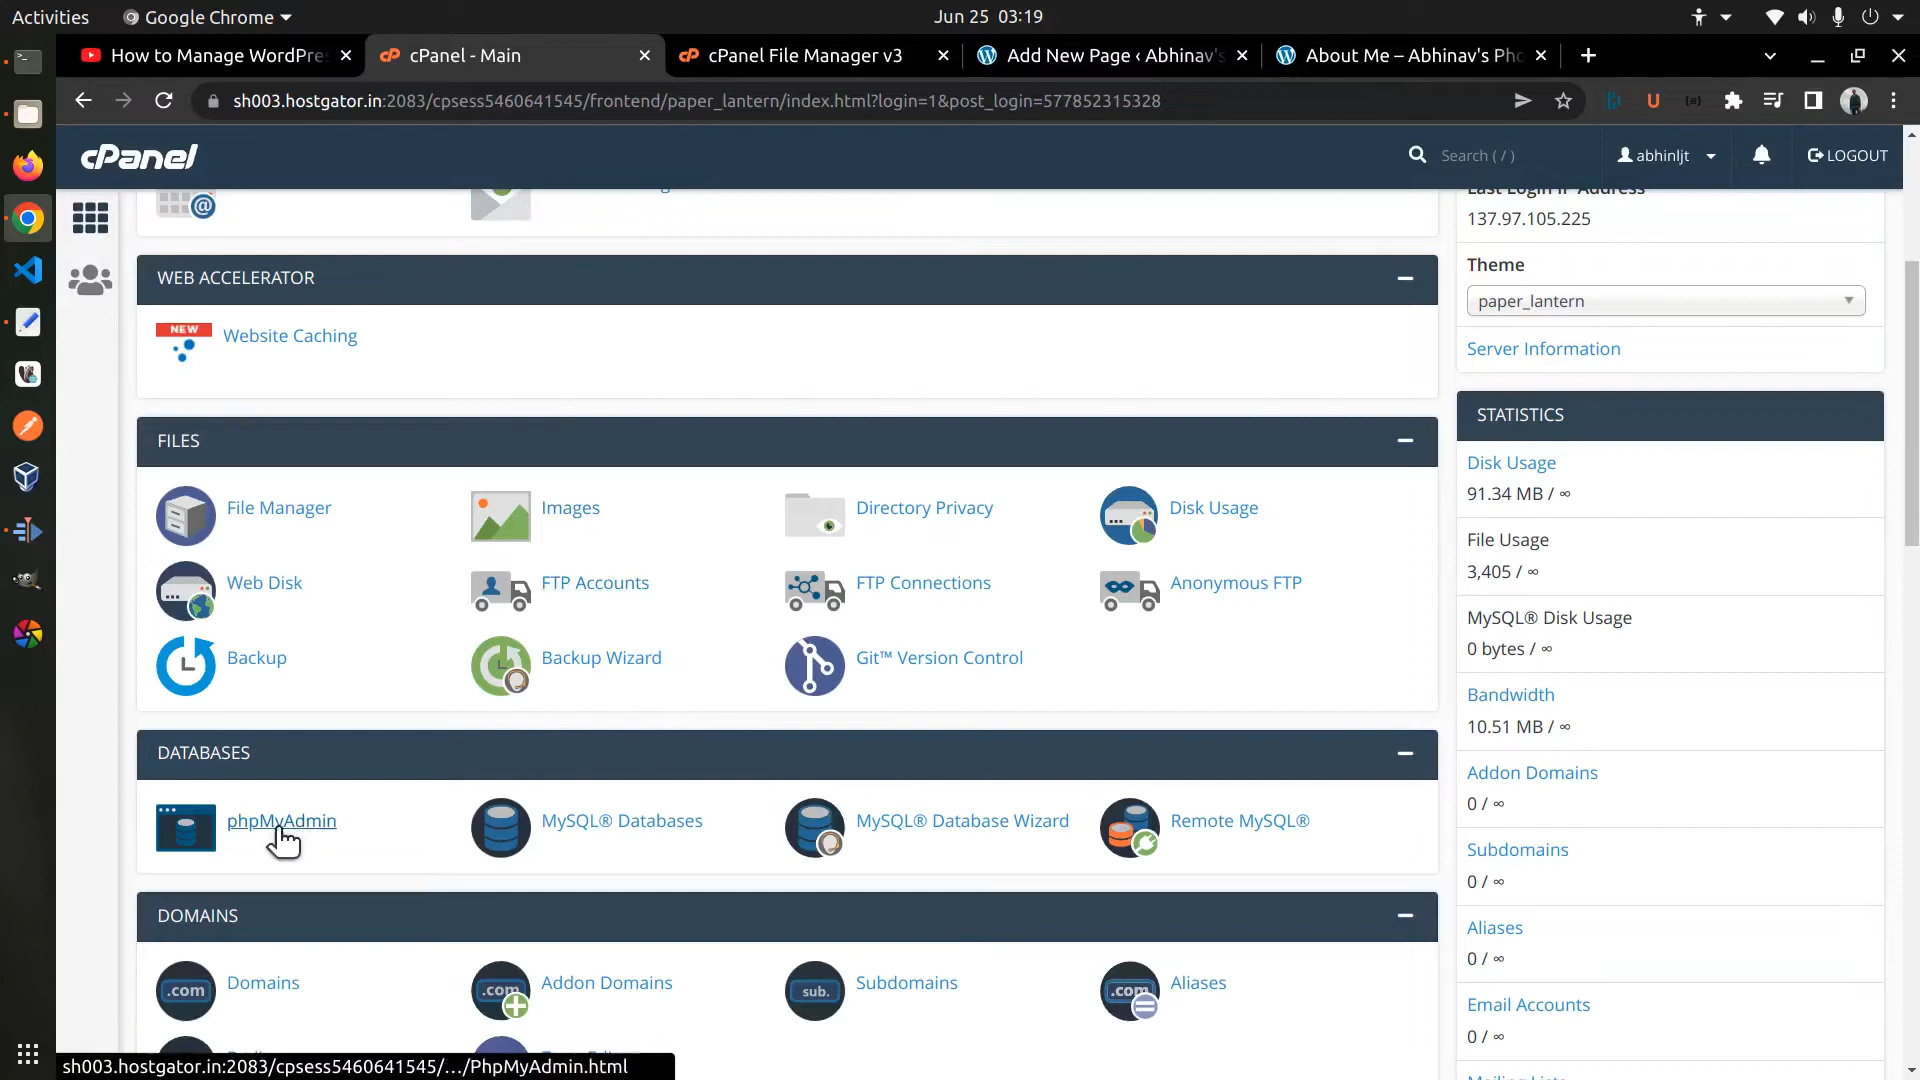 Activities
Google Chrome
Jun 25 03:19
How to Manage WordPres
cPanel - Main
cPanel File Manager v3
Add New Page ‹ Abhinav's
About Me – Abhinav's Pho
sh003.hostgator.in:2083/cpsess5460641545/frontend/paper_lantern/index.html?login=1&post_login=577852315328
cPanel
Search ( / )
abhinljt
LOGOUT
Last Login IP Address
137.97.105.225
WEB ACCELERATOR
Theme
paper_lantern
NEW
Website Caching
Server Information
FILES
STATISTICS
File Manager
Images
Directory Privacy
Disk Usage
Web Disk
FTP Accounts
FTP Connections
Anonymous FTP
Backup
Backup Wizard
Git™ Version Control
Disk Usage
91.34 MB / ∞
File Usage
3,405 / ∞
MySQL® Disk Usage
0 bytes / ∞
Bandwidth
10.51 MB / ∞
DATABASES
phpMyAdmin
MySQL® Databases
MySQL® Database Wizard
Remote MySQL®
Addon Domains
0 / ∞
Subdomains
0 / ∞
DOMAINS
.com
Domains
.com
Addon Domains
sub.
Subdomains
.com
Aliases
Aliases
0 / ∞
Email Accounts
0 / ∞
sh003.hostgator.in:2083/cpsess5460641545/…/PhpMyAdmin.html